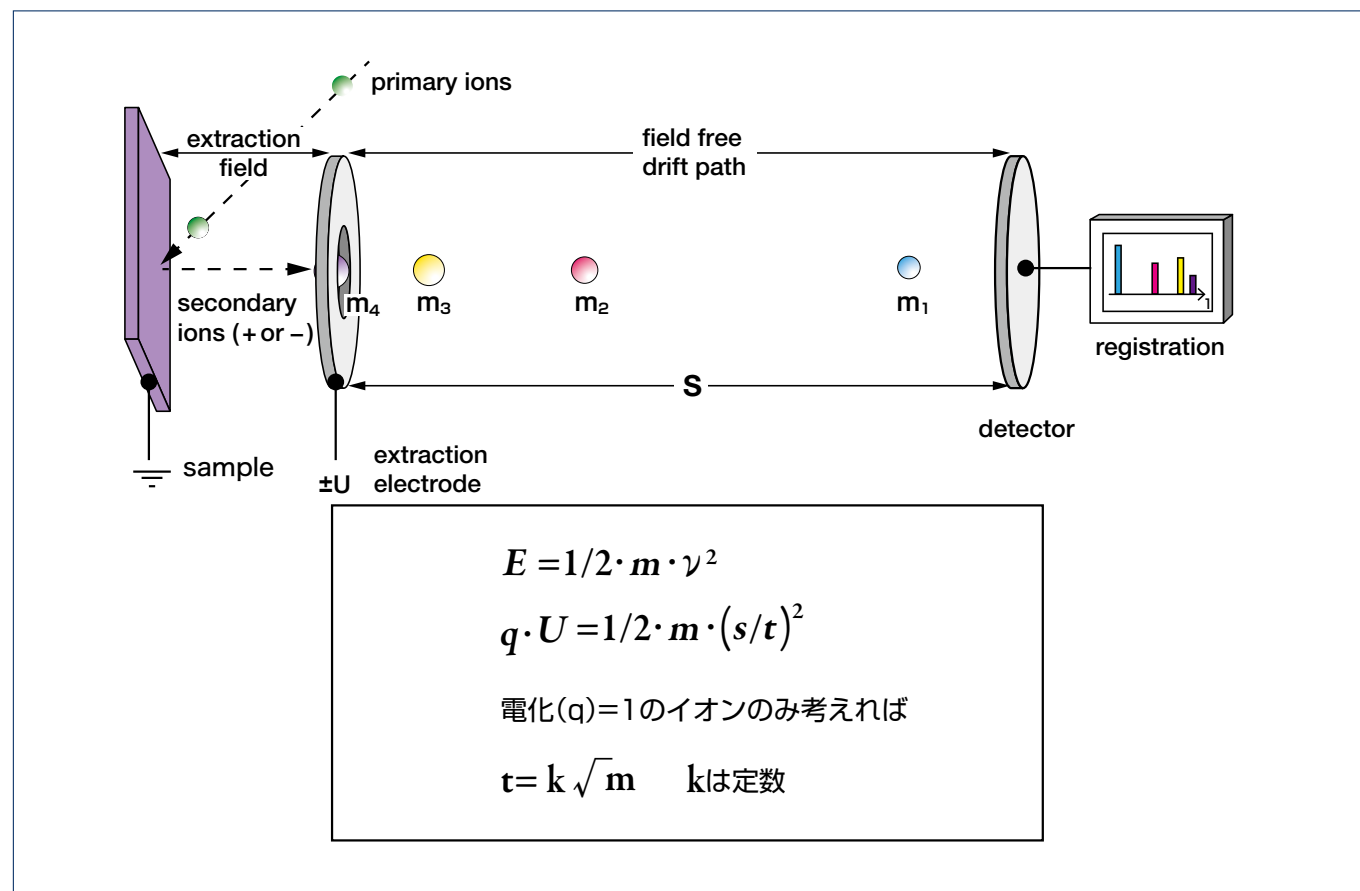 primary ions
extraction
field
field free
drift path
secondary
ions (+ or −)
m₄
m₃
m₂
m₁
1
registration
S
detector
sample
±U
extraction
electrode
E = 1/2 · m · ν²
q · U = 1/2 · m · (s/t)²
電化(q)=1のイオンのみ考えれば
t= k √m kは定数